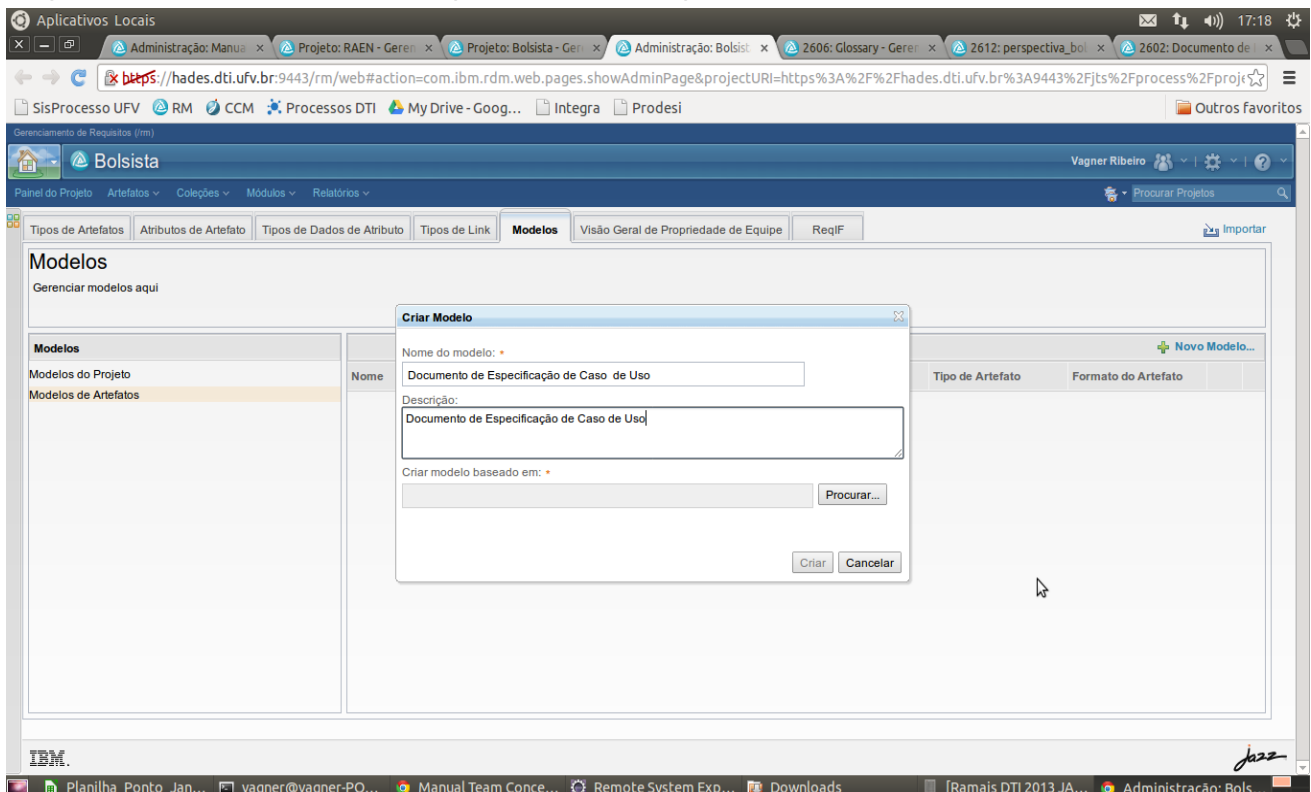 Aplicativos Locais 17:18
Administração: Manua Projeto: RAEN - Geren Projeto: Bolsista - Gere Administração: Bolsist 2606: Glossary - Geren 2612: perspectiva_bol 2602: Documento de
https://hades.dti.ufv.br:9443/rm/web#action=com.ibm.rdm.web.pages.showAdminPage&projectURI=https%3A%2F%2Fhades.dti.ufv.br%3A9443%2Fjts%2Fprocess%2Fproje
SisProcesso UFV RM CCM Processos DTI My Drive - Goog... Integra Prodesi Outros favoritos
Gerenciamento de Requisitos (/rm)
Bolsista Vagner Ribeiro
Painel do Projeto Artefatos Coleções Módulos Relatórios Procurar Projetos
Tipos de Artefatos Atributos de Artefato Tipos de Dados de Atributo Tipos de Link Modelos Visão Geral de Propriedade de Equipe ReqIF Importar
Modelos
Gerenciar modelos aqui
Criar Modelo
Modelos Novo Modelo...
Nome do modelo: *
Modelos do Projeto Nome Documento de Especificação de Caso  de Uso Tipo de Artefato Formato do Artefato
Modelos de Artefatos
Descrição:
Documento de Especificação de Caso de Uso
Criar modelo baseado em: *
Procurar...
Criar Cancelar
IBM. jazz
Planilha_Ponto_Jan... vagner@vagner-PO... Manual Team Conce... Remote System Exp... Downloads [Ramais DTI 2013 JA... Administração: Bols...